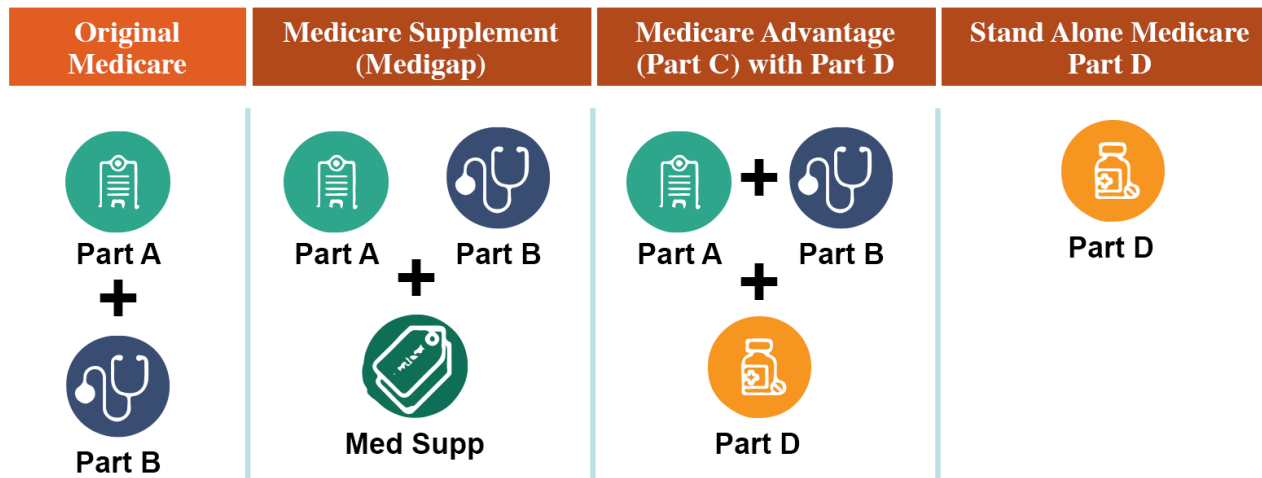 Original
Medicare
Medicare Supplement
(Medigap)
Medicare Advantage
(Part C) with Part D
Stand Alone Medicare
Part D
Part A
+
Part B
Part A
Part B
+
Med Supp
+
Part A
Part B
+
Part D
Part D